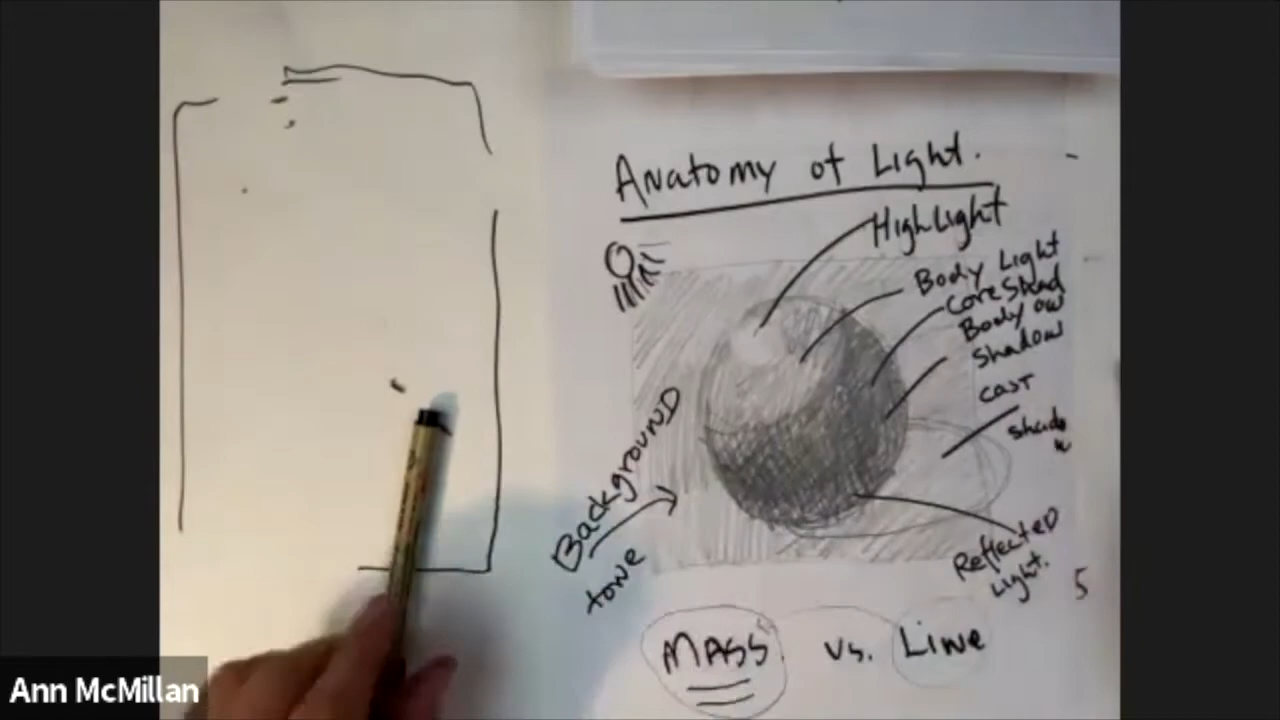 Anatomy of Light.
HighLight
Body Light
Core Shad
ow
Body
Shadow
cast
shado
w
Background
tone
Reflected
Light.
5
MASS vs. Line
Ann McMillan